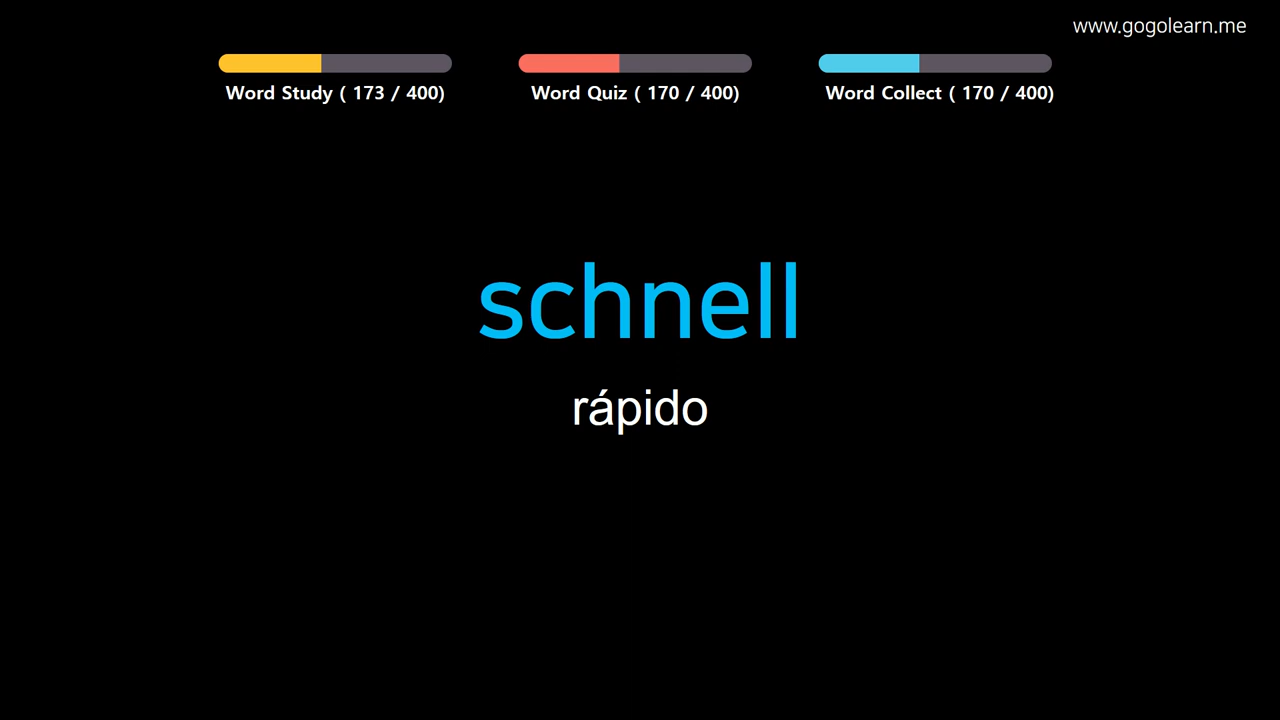 www.gogolearn.me
Word Study ( 173 / 400)
Word Quiz ( 170 / 400)
Word Collect ( 170 / 400)
schnell
rápido